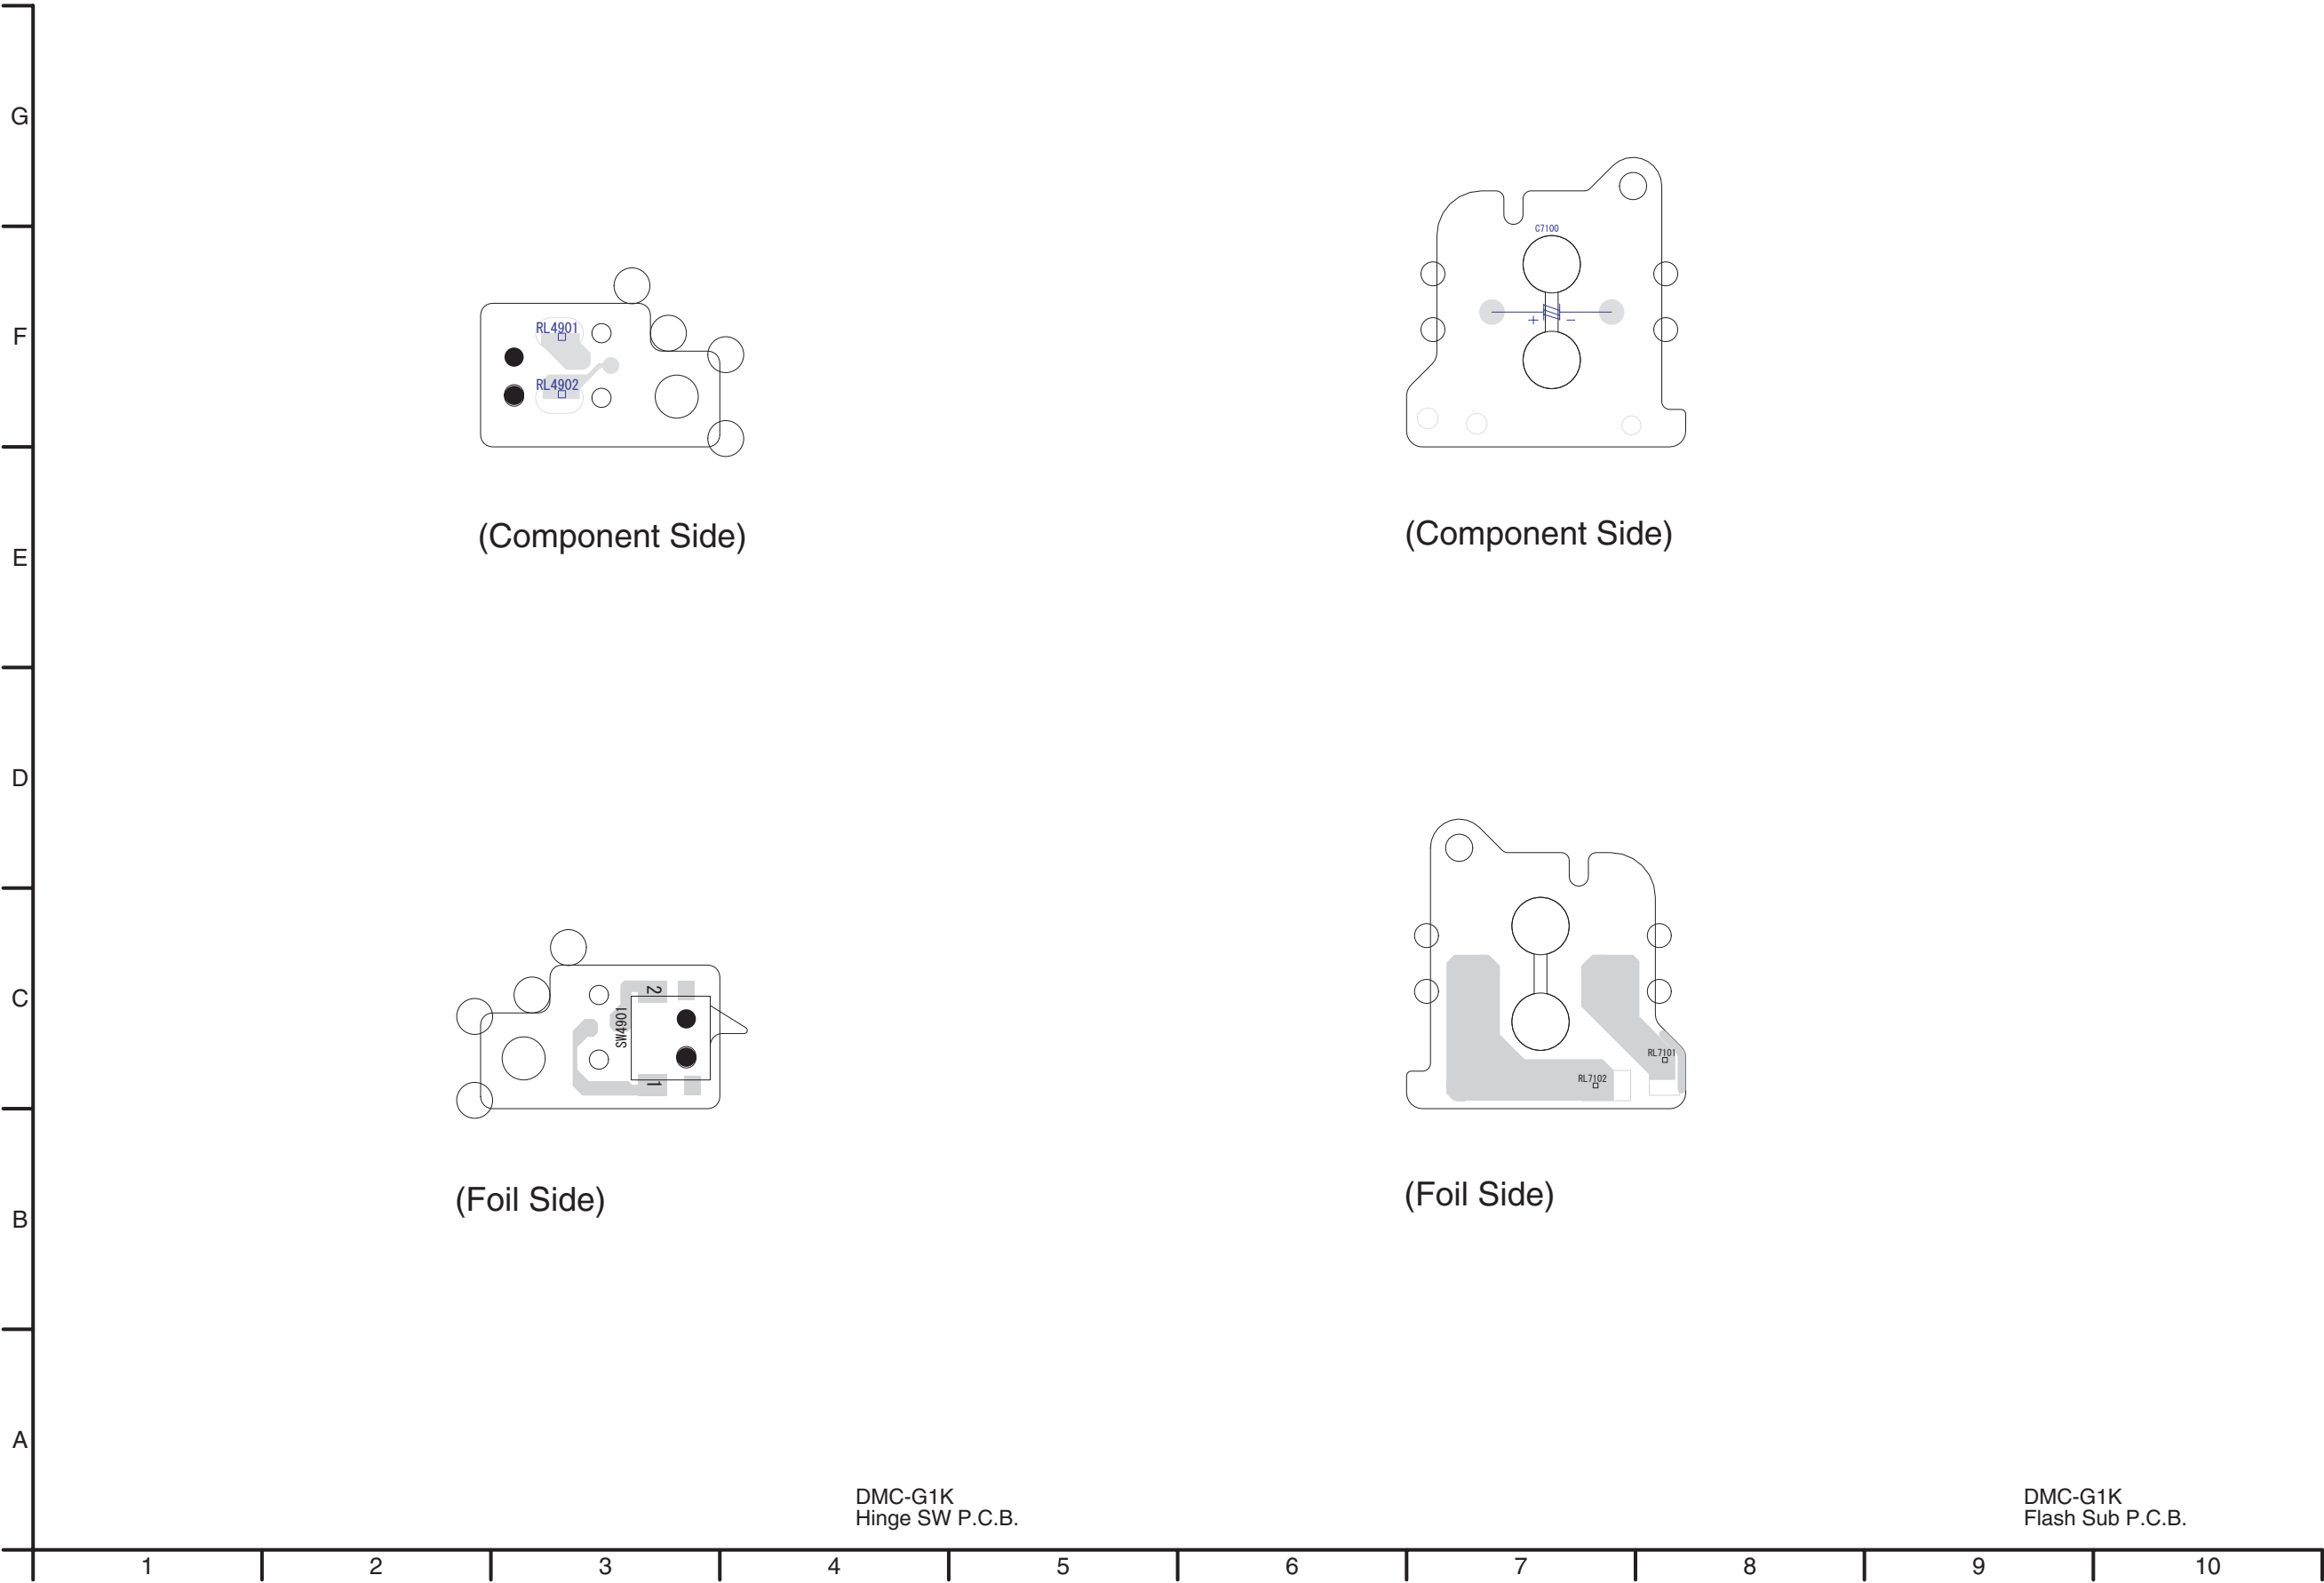 G
C7100
F
RL4901
+ −
RL4902
(Component Side)
(Component Side)
E
D
C
2
SW4901
1
RL7101
RL7102
(Foil Side)
(Foil Side)
B
A
DMC-G1K
Hinge SW P.C.B.
DMC-G1K
Flash Sub P.C.B.
1 2 3 4 5 6 7 8 9 10